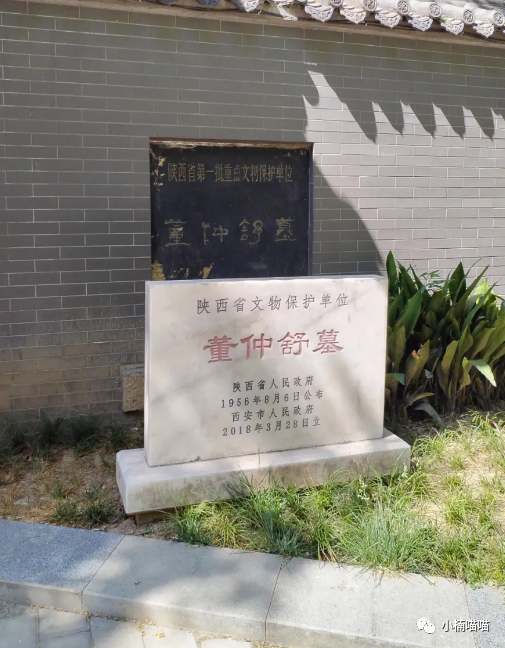 陕西省第一批重点文物保护单位
董仲舒墓
陕西省文物保护单位
董仲舒墓
陕西省人民政府
1956年8月6日公布
西安市人民政府
2018年3月28日立
小楠喵喵